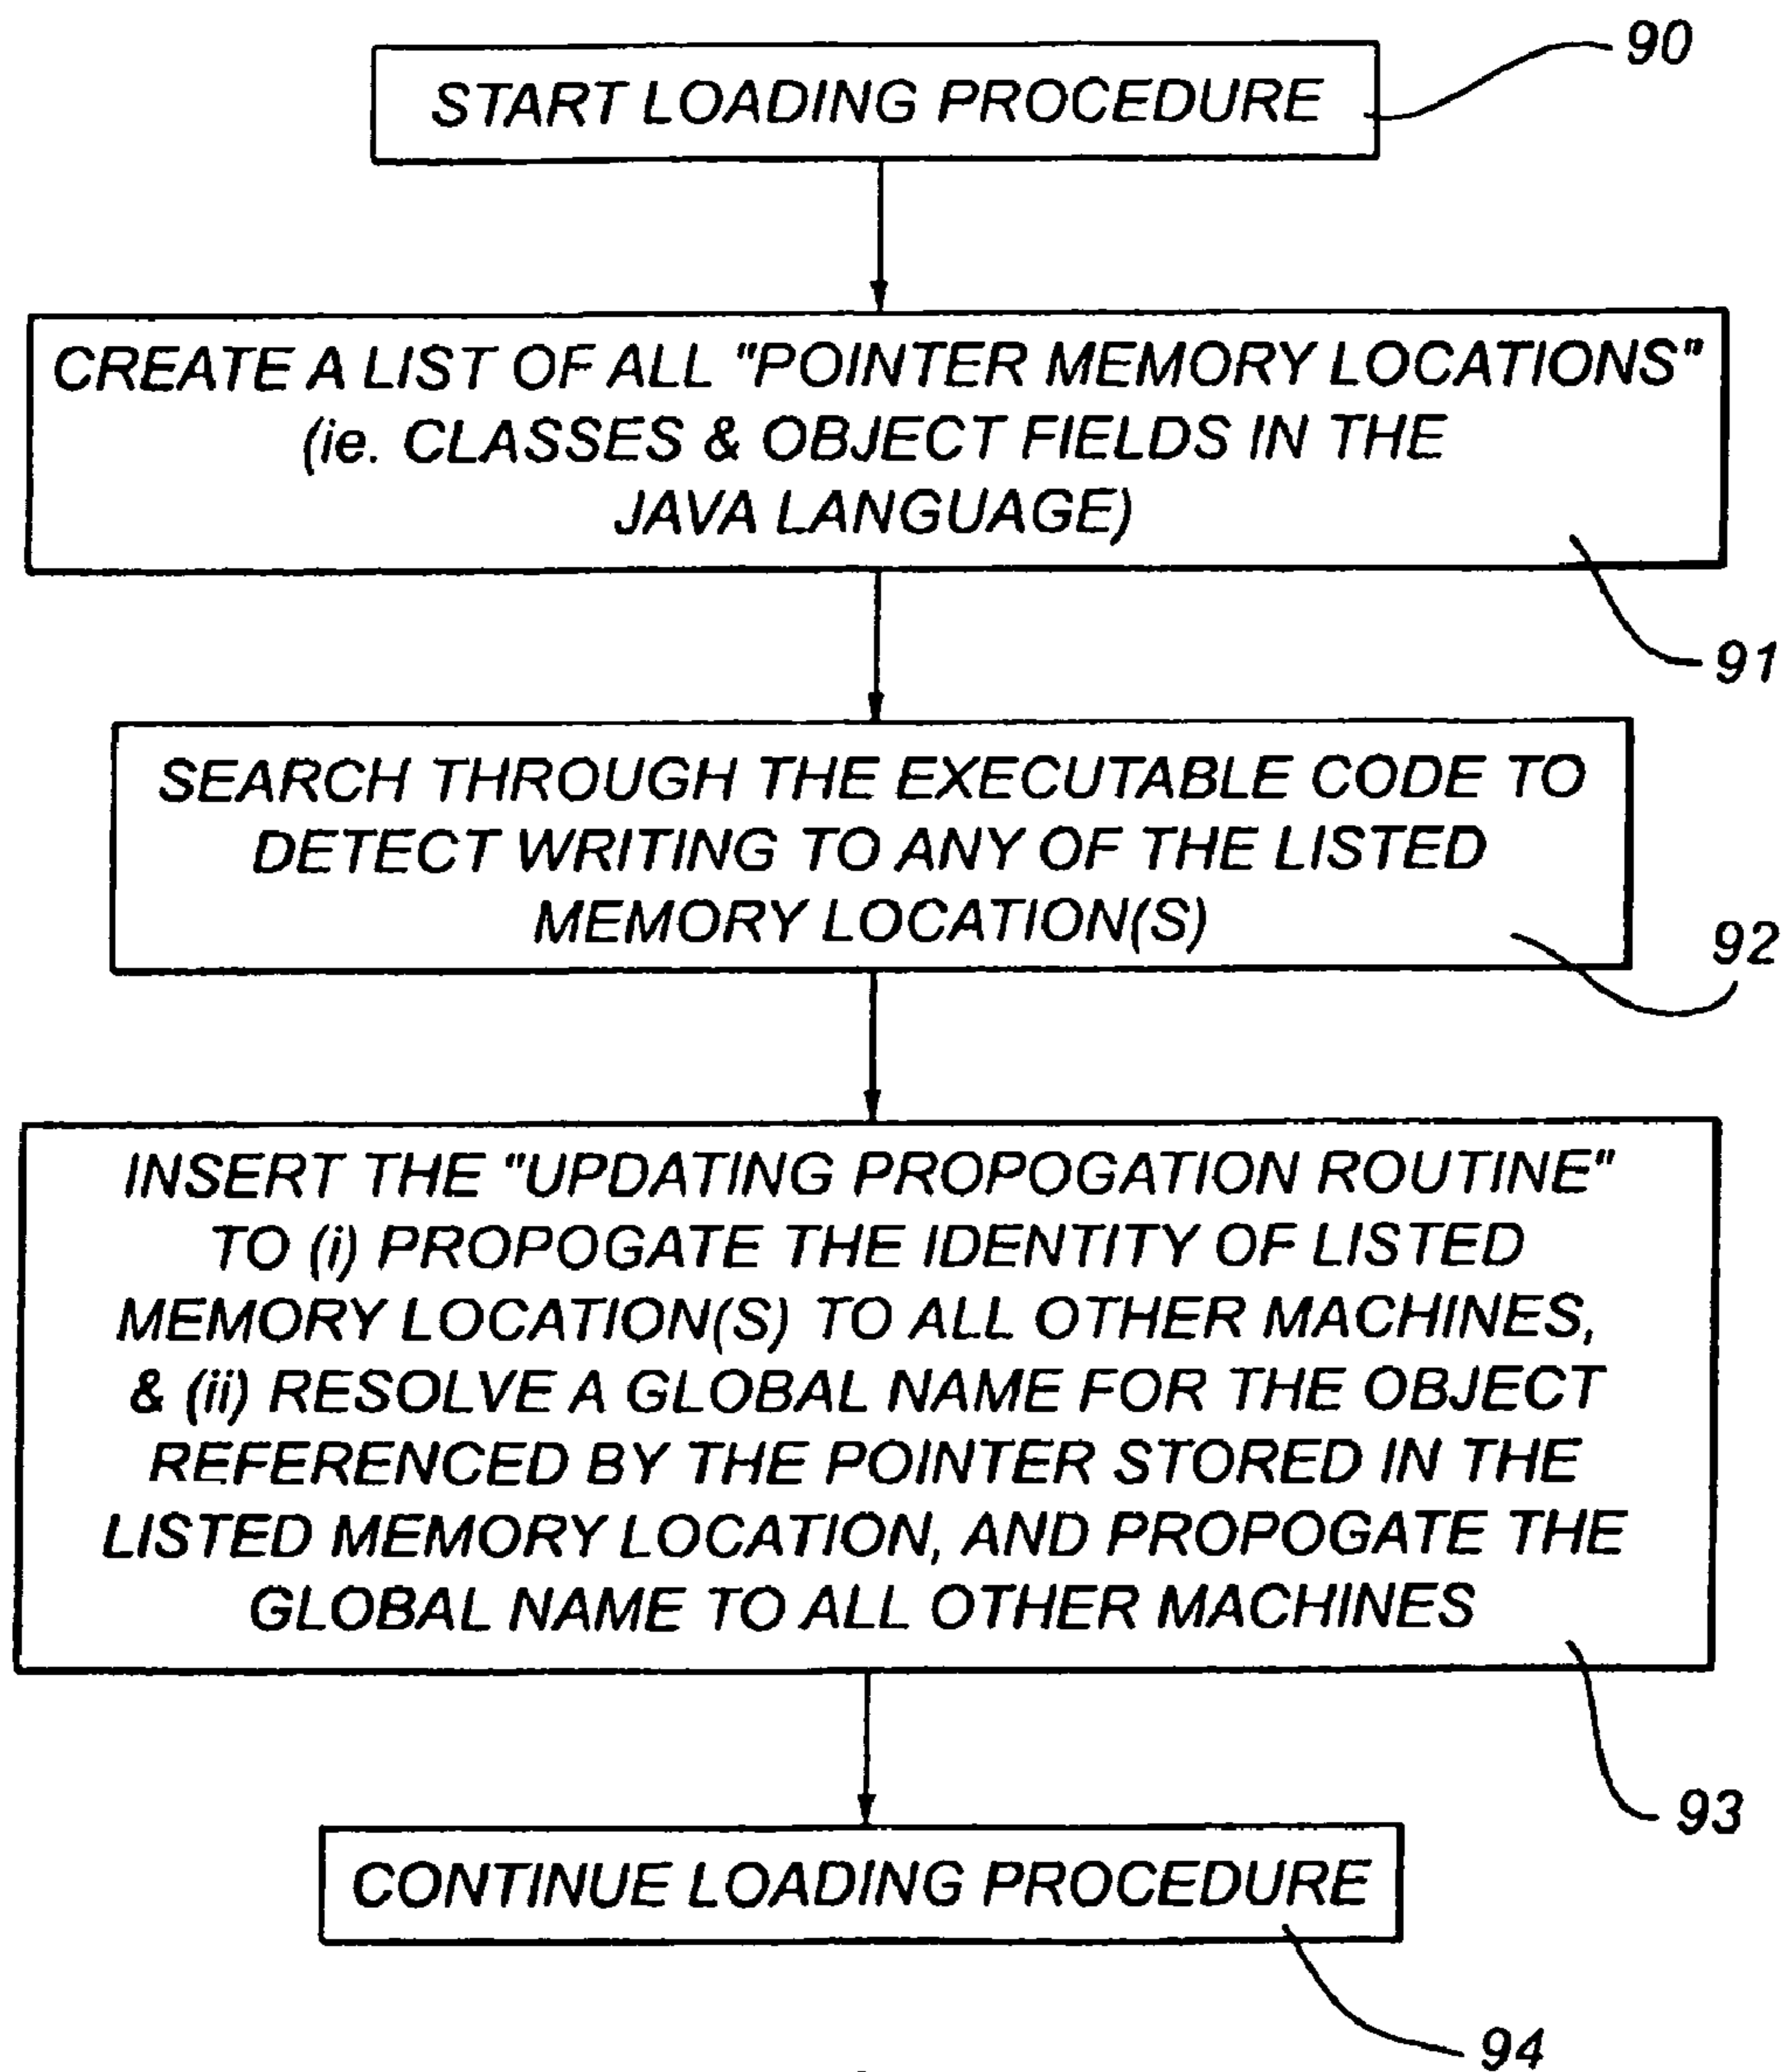 90
START LOADING PROCEDURE
CREATE A LIST OF ALL "POINTER MEMORY LOCATIONS"
(ie. CLASSES & OBJECT FIELDS IN THE
JAVA LANGUAGE)
91
SEARCH THROUGH THE EXECUTABLE CODE TO
DETECT WRITING TO ANY OF THE LISTED
MEMORY LOCATION(S)
92
INSERT THE "UPDATING PROPOGATION ROUTINE"
TO (i) PROPOGATE THE IDENTITY OF LISTED
MEMORY LOCATION(S) TO ALL OTHER MACHINES,
& (ii) RESOLVE A GLOBAL NAME FOR THE OBJECT
REFERENCED BY THE POINTER STORED IN THE
LISTED MEMORY LOCATION, AND PROPOGATE THE
GLOBAL NAME TO ALL OTHER MACHINES
93
CONTINUE LOADING PROCEDURE
94